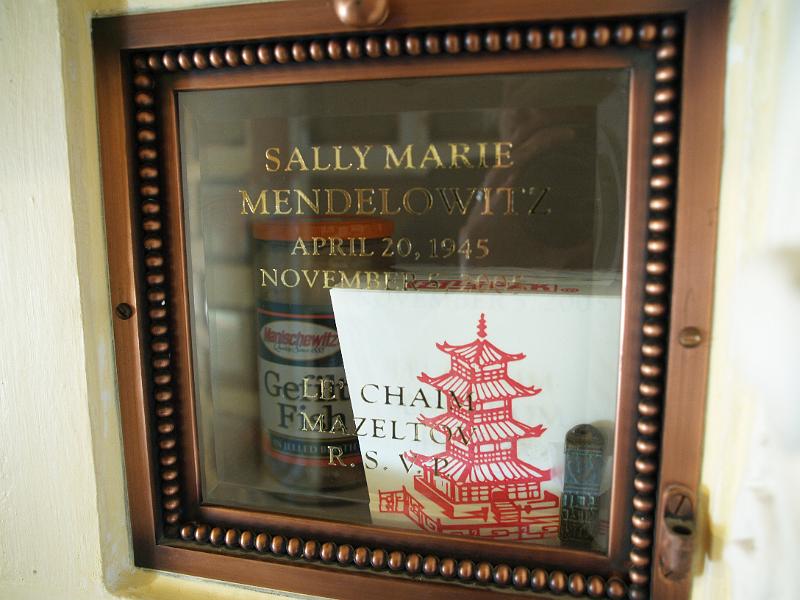 SALLY MARIE
MENDELOWITZ
APRIL 20, 1945
NOVEMBER
Manischewitz
Gefilte
Fish
LE' CHAIM
MAZELTOV
R. S. V. P.